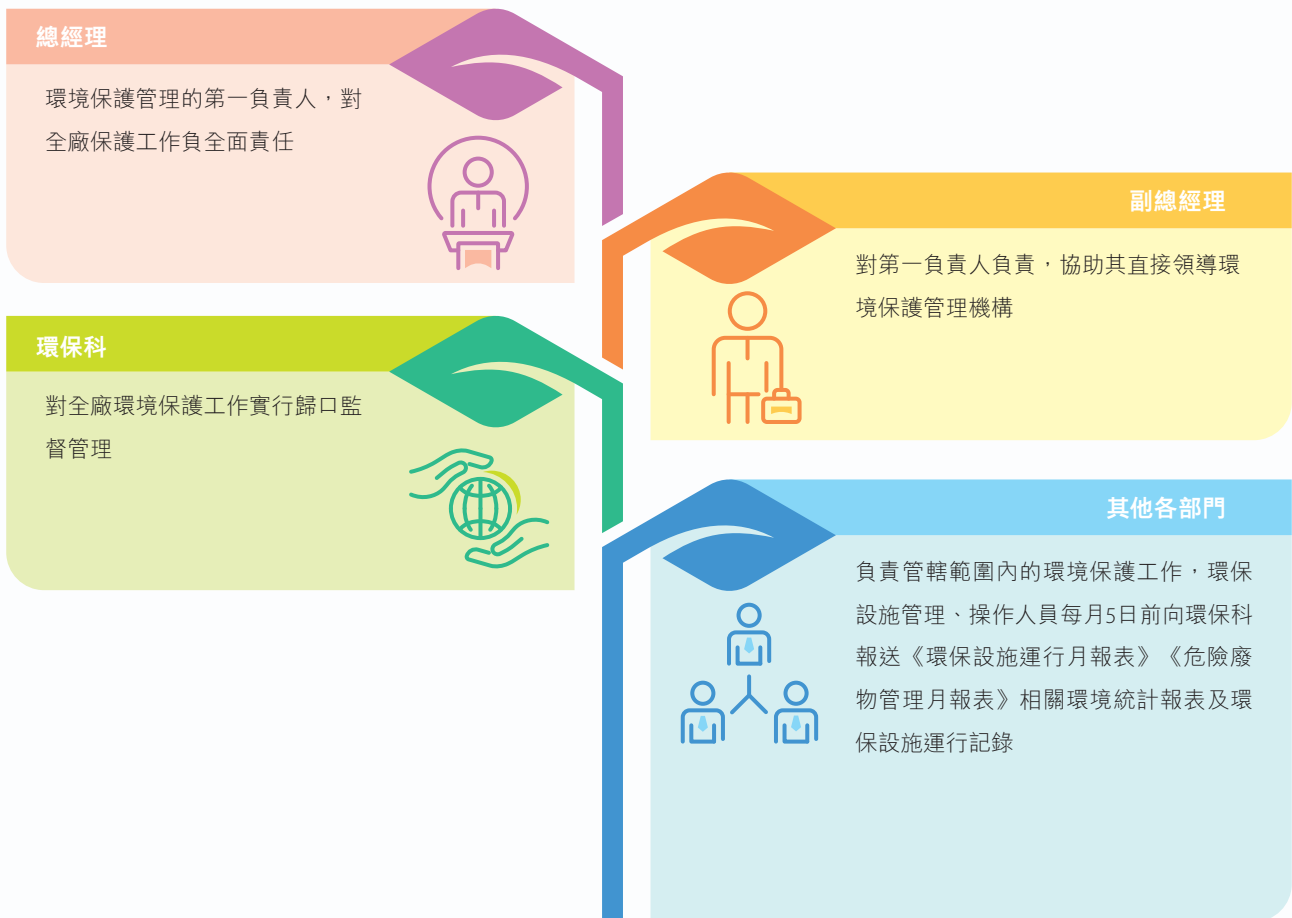 總經理
環境保護管理的第一負責人，對
全廠保護工作負全面責任
副總經理
對第一負責人負責，協助其直接領導環
境保護管理機構
環保科
對全廠環境保護工作實行歸口監
督管理
其他各部門
負責管轄範圍內的環境保護工作，環保
設施管理、操作人員每月5日前向環保科
報送《環保設施運行月報表》《危險廢
物管理月報表》相關環境統計報表及環
保設施運行記錄